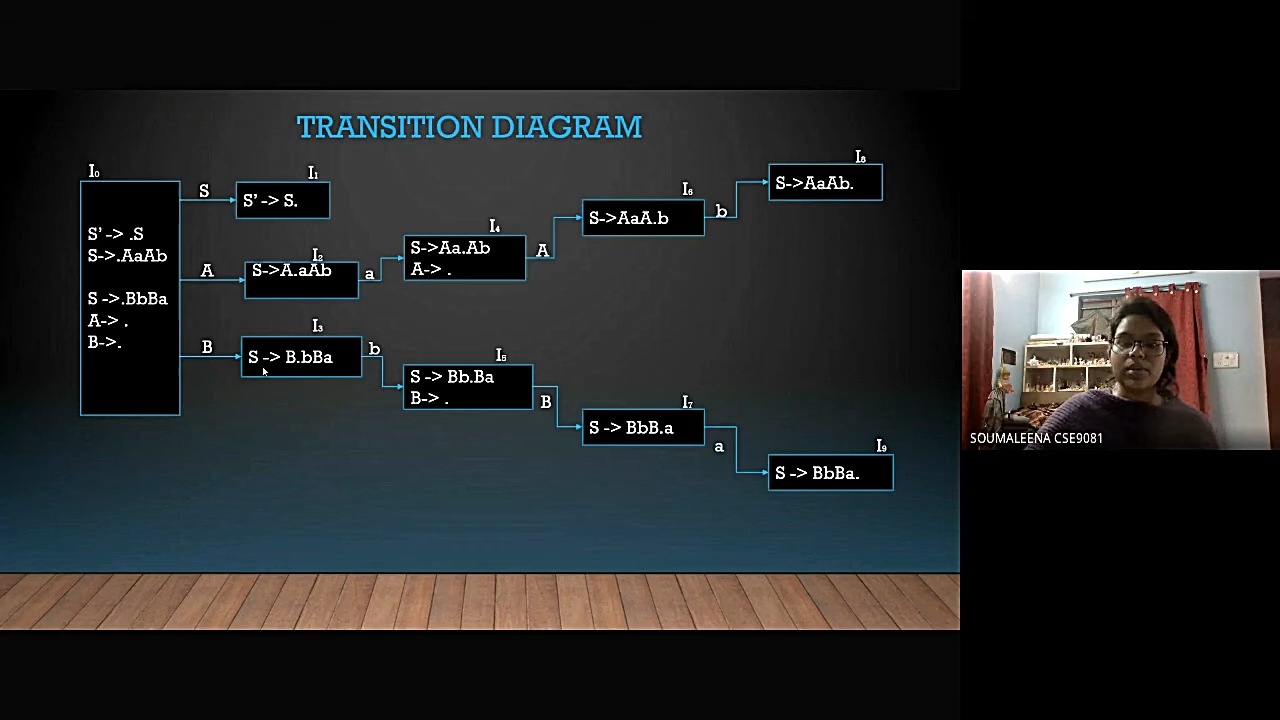 TRANSITION DIAGRAM
I₀
S' -> .S
S->.AaAb
S ->.BbBa
A-> .
B->.
S
I₁
S' -> S.
A
I₂
S->A.aAb
B
I₃
S -> B.bBa
a
I₄
S->Aa.Ab
A-> .
b
I₅
S -> Bb.Ba
B-> .
A
I₆
S->AaA.b
B
I₇
S -> BbB.a
b
I₈
S->AaAb.
a
I₉
S -> BbBa.
SOUMALEENA CSE9081